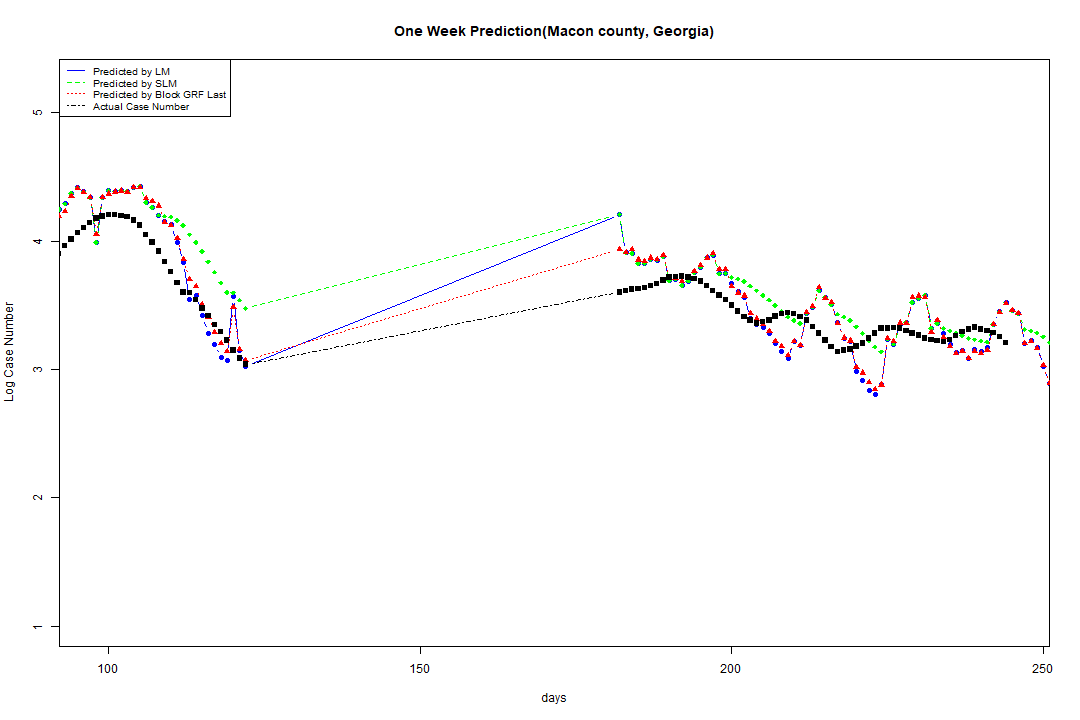 One Week Prediction(Macon county, Georgia)
Predicted by LM
Predicted by SLM
Predicted by Block GRF Last
Actual Case Number
5
4
3
2
1
Log Case Number
100
150
200
250
days